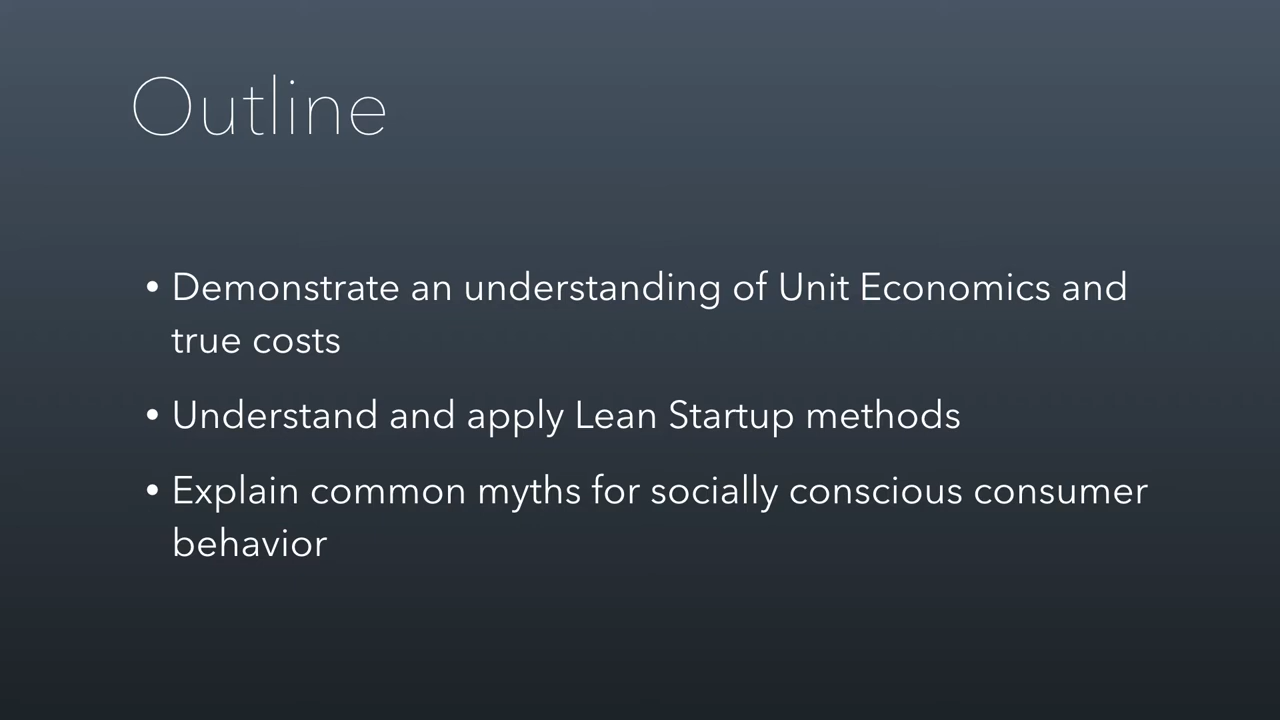 Outline
• Demonstrate an understanding of Unit Economics and
true costs
• Understand and apply Lean Startup methods
• Explain common myths for socially conscious consumer
behavior